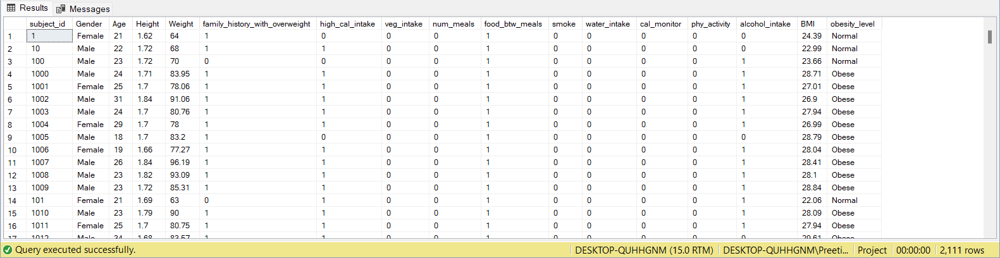 Results Messages
subject_id Gender Age Height Weight family_history_with_overweight high_cal_intake veg_intake num_meals food_btw_meals smoke water_intake cal_monitor phy_activity alcohol_intake BMI obesity_level
1 1 Female 21 1.62 64 1 0 0 0 1 0 0 0 0 0 24.39 Normal
2 10 Male 22 1.72 68 1 1 0 0 1 0 0 0 0 0 22.99 Normal
3 100 Male 23 1.72 70 0 0 0 0 1 0 0 0 0 1 23.66 Normal
4 1000 Male 24 1.71 83.95 1 1 0 0 1 0 0 0 0 1 28.71 Obese
5 1001 Female 25 1.7 78.06 1 1 0 0 1 0 0 0 0 1 27.01 Obese
6 1002 Male 31 1.84 91.06 1 1 0 0 1 0 0 0 0 1 26.9 Obese
7 1003 Male 24 1.7 80.76 1 1 0 0 1 0 0 0 0 1 27.94 Obese
8 1004 Female 29 1.7 78 1 1 0 0 1 0 0 0 0 1 26.99 Obese
9 1005 Male 18 1.7 83.2 1 0 0 0 1 0 0 0 0 0 28.79 Obese
10 1006 Female 19 1.66 77.27 1 1 0 0 1 0 0 0 0 1 28.04 Obese
11 1007 Male 26 1.84 96.19 1 1 0 0 1 0 0 0 0 1 28.41 Obese
12 1008 Male 23 1.82 93.09 1 1 0 0 1 0 0 0 0 1 28.1 Obese
13 1009 Male 23 1.72 85.31 1 1 0 0 1 0 0 0 0 1 28.84 Obese
14 101 Female 21 1.69 63 0 1 0 0 1 0 0 0 0 1 22.06 Normal
15 1010 Male 23 1.79 90 1 1 0 0 1 0 0 0 0 1 28.09 Obese
16 1011 Female 25 1.7 80.75 1 1 0 0 1 0 0 0 0 1 27.94 Obese
17 1012 Male 34 1.68 83.57 1 1 0 0 1 0 0 0 0 0 29.61 Obese
Query executed successfully. DESKTOP-QUHHGNM (15.0 RTM) DESKTOP-QUHHGNM\Preeti... Project 00:00:00 2,111 rows